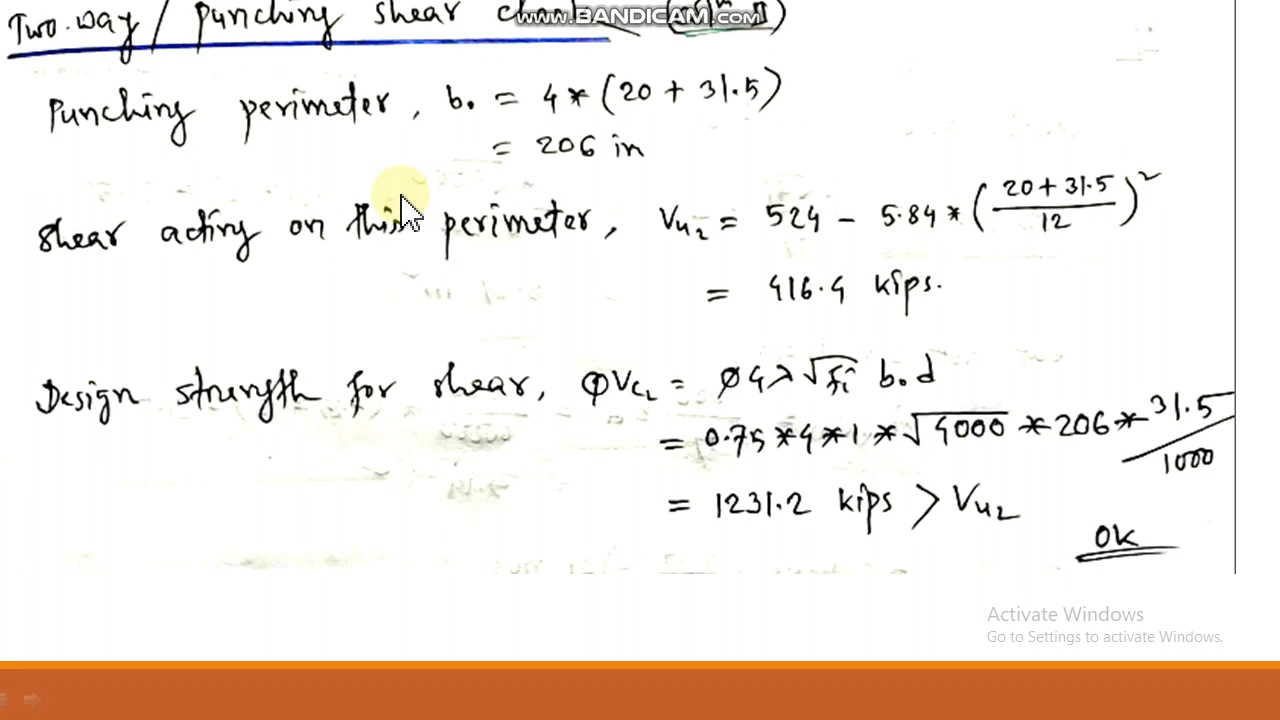 Two-way / punching shear
www.BANDICAM.com
Punching perimeter, b₀ = 4 * (20 + 31.5)
= 206 in
shear acting on this perimeter, Vu₂ = 524 - 5.84 * ((20 + 31.5)/12)²
= 416.4 kips.
Design strength for shear, φVc₂ = φ4λ√fc' b₀d
= 0.75*4*1*√4000 * 206 * 31.5/1000
= 1231.2 kips > Vu₂
OK
Activate Windows
Go to Settings to activate Windows.